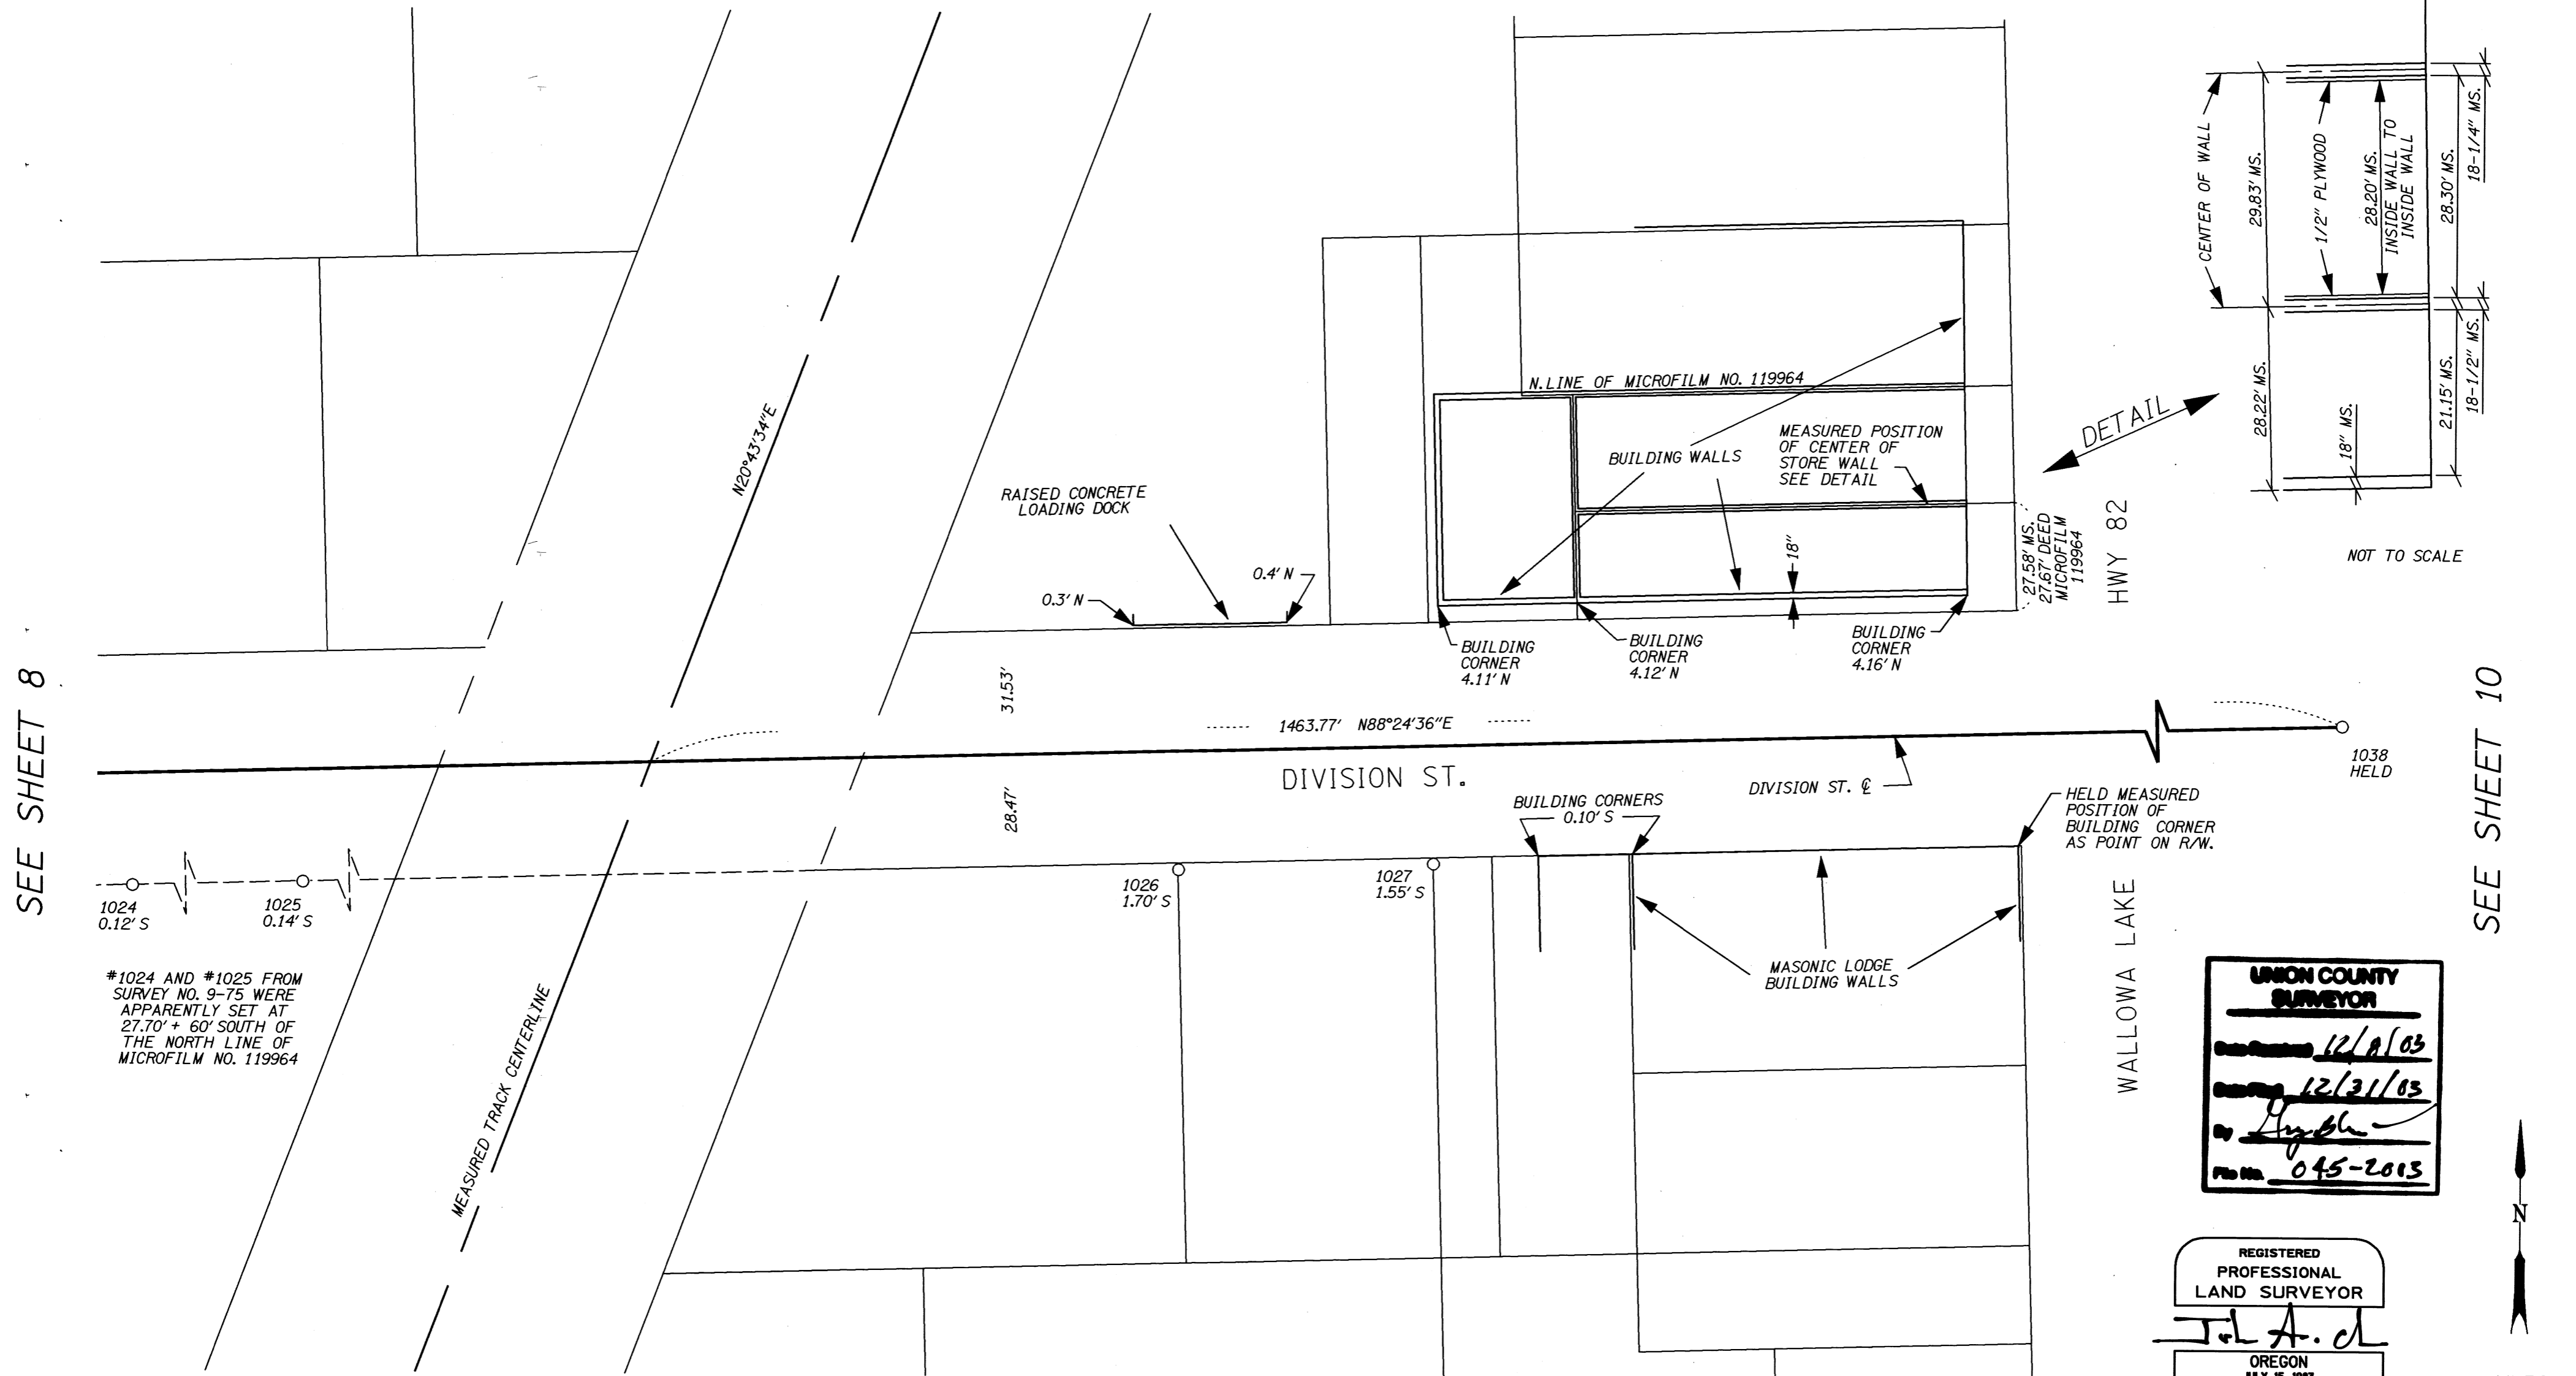 SEE SHEET 8
N20°43'34"E
MEASURED TRACK CENTERLINE
RAISED CONCRETE
LOADING DOCK
0.3' N
0.4' N
N. LINE OF MICROFILM NO. 119964
BUILDING WALLS
MEASURED POSITION
OF CENTER OF
STORE WALL
SEE DETAIL
18"
BUILDING
CORNER
4.11' N
BUILDING
CORNER
4.12' N
BUILDING
CORNER
4.16' N
27.58' MS.
27.67' DEED
MICROFILM
119964
HWY 82
DETAIL
CENTER OF WALL
29.83' MS.
1/2" PLYWOOD
28.20' MS.
INSIDE WALL TO
INSIDE WALL
28.30' MS.
18-1/4" MS.
28.22' MS.
18" MS.
21.15' MS.
18-1/2" MS.
NOT TO SCALE
31.53'
28.47'
1463.77' N88°24'36"E
DIVISION ST.
DIVISION ST. ℄
1038
HELD
SEE SHEET 10
BUILDING CORNERS
0.10' S
HELD MEASURED
POSITION OF
BUILDING CORNER
AS POINT ON R/W.
1024
0.12' S
1025
0.14' S
1026
1.70' S
1027
1.55' S
MASONIC LODGE
BUILDING WALLS
WALLOWA LAKE
#1024 AND #1025 FROM
SURVEY NO. 9-75 WERE
APPARENTLY SET AT
27.70' + 60' SOUTH OF
THE NORTH LINE OF
MICROFILM NO. 119964
UNION COUNTY
SURVEYOR
Date Received 12/8/03
Date Filed 12/31/03
By
File No. 045-2003
N
REGISTERED
PROFESSIONAL
LAND SURVEYOR
OREGON